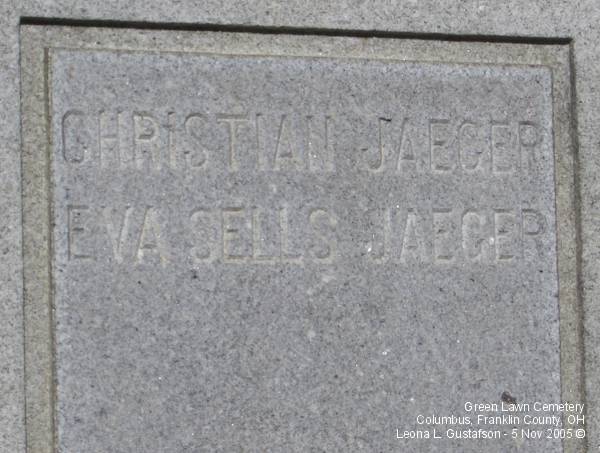 CHRISTIAN JAEGER
EVA SELLS JAEGER
Green Lawn Cemetery
Columbus, Franklin County, OH
Leona L. Gustafson - 5 Nov 2005 ©